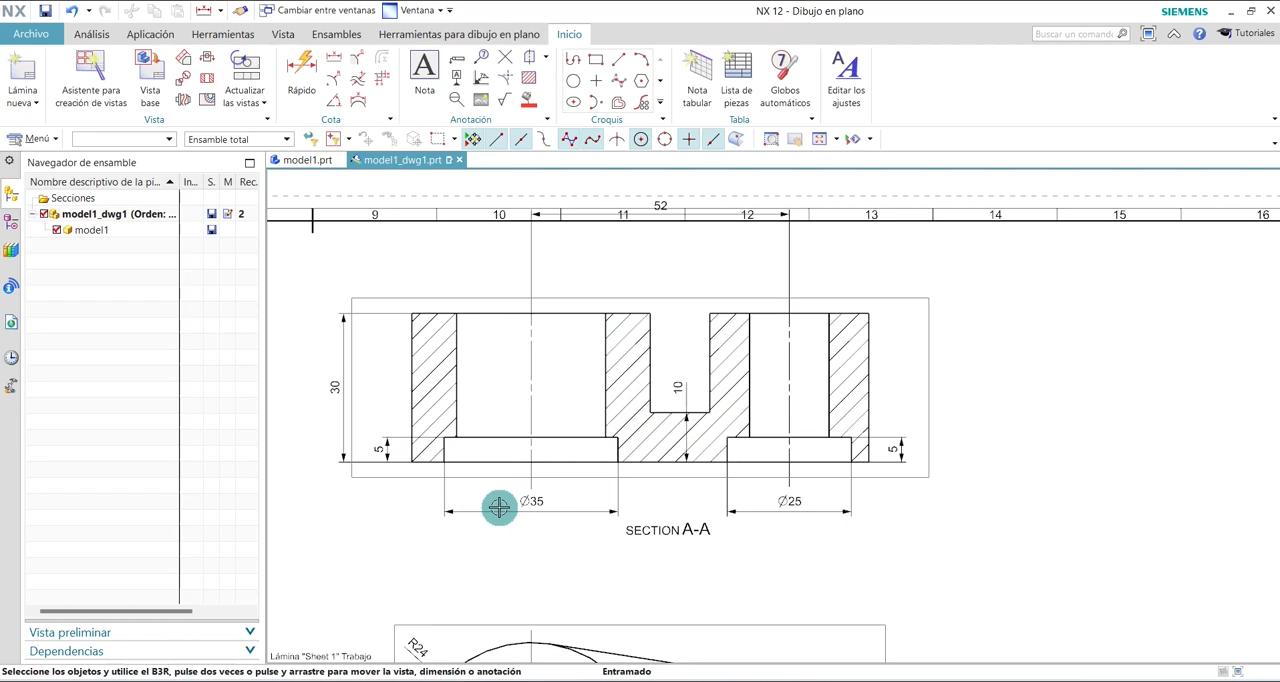 NX
Cambiar entre ventanas
Ventana
NX 12 - Dibujo en plano
SIEMENS
Archivo
Análisis
Aplicación
Herramientas
Vista
Ensambles
Herramientas para dibujo en plano
Inicio
Buscar un comando
Tutoriales
Lámina nueva
Asistente para creación de vistas
Vista base
Actualizar las vistas
Rápido
Nota
Nota tabular
Lista de piezas
Globos automáticos
Editar los ajustes
Vista
Cota
Anotación
Croquis
Tabla
Menú
Ensamble total
Navegador de ensamble
model1.prt
model1_dwg1.prt
Nombre descriptivo de la pi...
In...
S.
M
Rec.
Secciones
model1_dwg1 (Orden: ...
2
model1
52
9
10
11
12
13
14
15
16
30
5
10
5
∅35
∅25
SECTION A-A
R24
Vista preliminar
Dependencias
Lámina "Sheet 1" Trabajo
Seleccione los objetos y utilice el B3R, pulse dos veces o pulse y arrastre para mover la vista, dimensión o anotación
Entramado